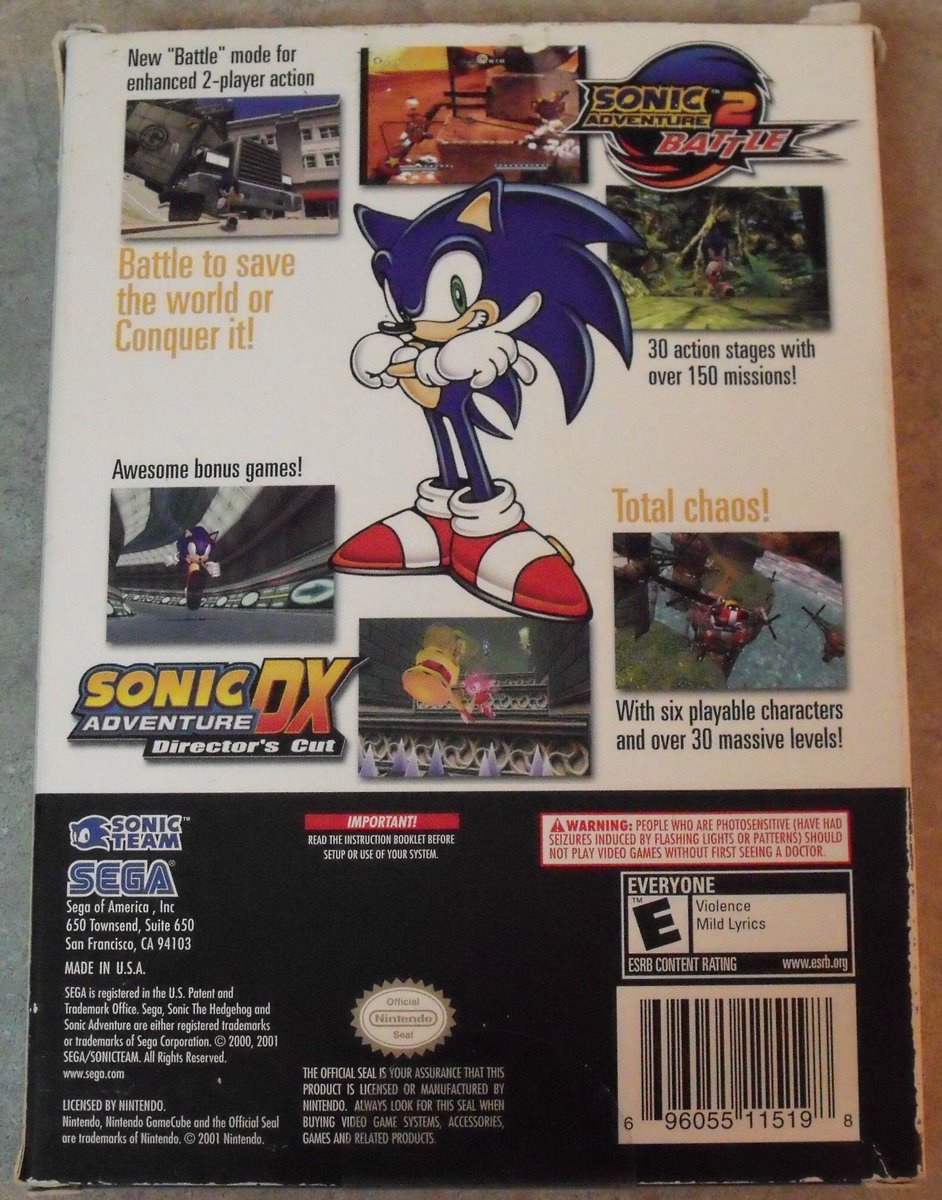 New "Battle" mode for
enhanced 2-player action
SONIC™
ADVENTURE 2
BATTLE
Battle to save
the world or
Conquer it!
30 action stages with
over 150 missions!
Awesome bonus games!
Total chaos!
SONIC
ADVENTURE DX
Director's Cut
With six playable characters
and over 30 massive levels!
SONIC™
TEAM
SEGA®
Sega of America , Inc
650 Townsend, Suite 650
San Francisco, CA 94103
MADE IN U.S.A.
SEGA is registered in the U.S. Patent and
Trademark Office. Sega, Sonic The Hedgehog and
Sonic Adventure are either registered trademarks
or trademarks of Sega Corporation. © 2000, 2001
SEGA/SONICTEAM. All Rights Reserved.
www.sega.com
LICENSED BY NINTENDO.
Nintendo, Nintendo GameCube and the Official Seal
are trademarks of Nintendo. © 2001 Nintendo.
IMPORTANT!
READ THE INSTRUCTION BOOKLET BEFORE
SETUP OR USE OF YOUR SYSTEM.
Official
Nintendo
Seal
THE OFFICIAL SEAL IS YOUR ASSURANCE THAT THIS
PRODUCT IS LICENSED OR MANUFACTURED BY
NINTENDO. ALWAYS LOOK FOR THIS SEAL WHEN
BUYING VIDEO GAME SYSTEMS, ACCESSORIES,
GAMES AND RELATED PRODUCTS.
WARNING: PEOPLE WHO ARE PHOTOSENSITIVE (HAVE HAD
SEIZURES INDUCED BY FLASHING LIGHTS OR PATTERNS) SHOULD
NOT PLAY VIDEO GAMES WITHOUT FIRST SEEING A DOCTOR.
EVERYONE
™
E
Violence
Mild Lyrics
ESRB CONTENT RATING www.esrb.org
6 96055 11519 8